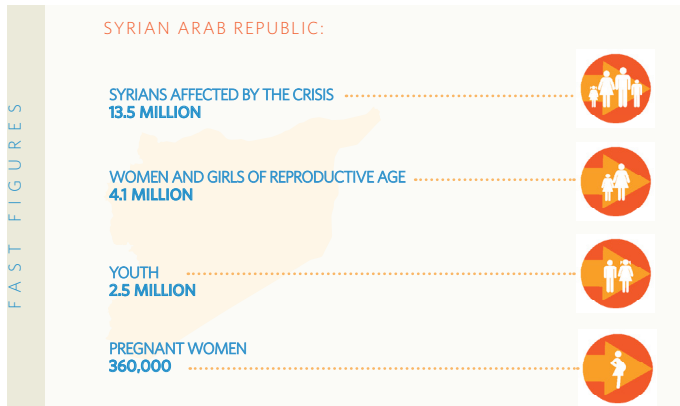 SYRIAN ARAB REPUBLIC:
SYRIANS AFFECTED BY THE CRISIS
13.5 MILLION
WOMEN AND GIRLS OF REPRODUCTIVE AGE
4.1 MILLION
YOUTH
2.5 MILLION
PREGNANT WOMEN
360,000
FAST FIGURES